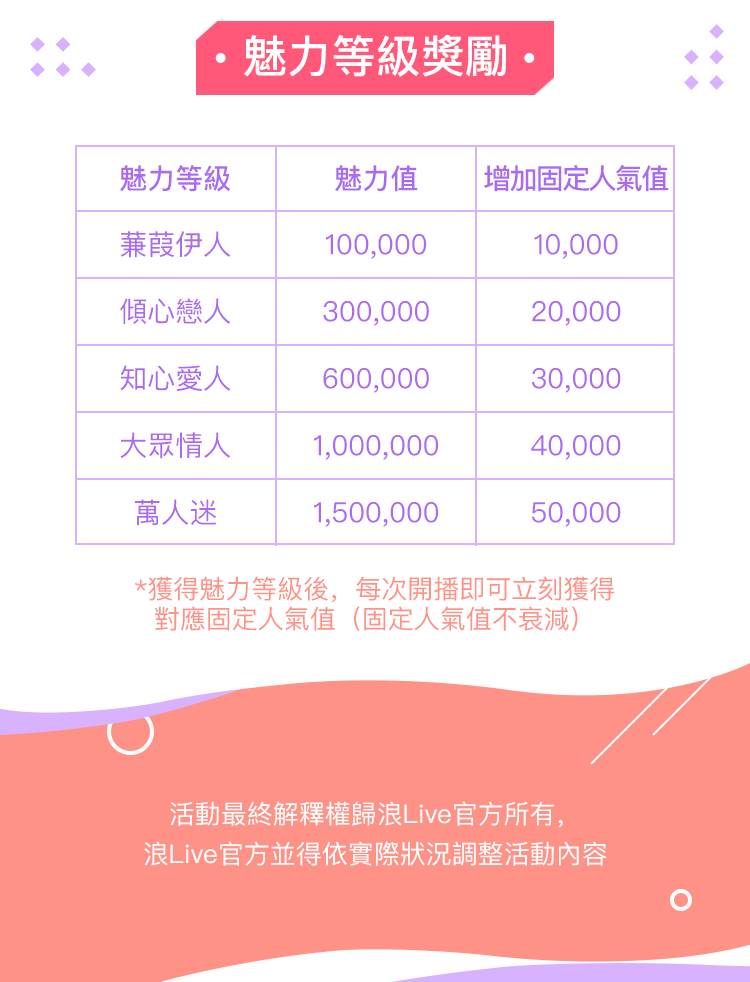 • 魅力等級獎勵 •
魅力等級 魅力值 增加固定人氣值
蒹葭伊人 100,000 10,000
傾心戀人 300,000 20,000
知心愛人 600,000 30,000
大眾情人 1,000,000 40,000
萬人迷 1,500,000 50,000
*獲得魅力等級後，每次開播即可立刻獲得
對應固定人氣值（固定人氣值不衰減）
活動最終解釋權歸浪Live官方所有，
浪Live官方並得依實際狀況調整活動內容